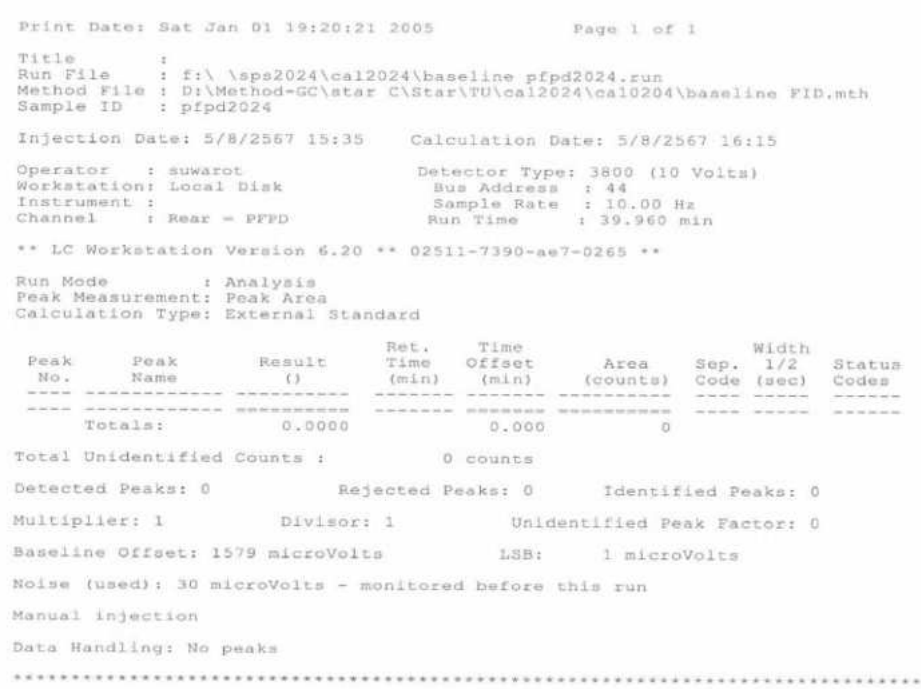 Print Date: Sat Jan 01 19:20:21 2005 Page 1 of 1
Title :
Run File : f:\ \sps2024\cal2024\baseline pfpd2024.run
Method File : D:\Method-GC\star C\Star\TU\cal2024\cal0204\baseline FID.mth
Sample ID : pfpd2024
Injection Date: 5/8/2567 15:35 Calculation Date: 5/8/2567 16:15
Operator : suwarot Detector Type: 3800 (10 Volts)
Workstation: Local Disk Bus Address : 44
Instrument : Sample Rate : 10.00 Hz
Channel : Rear = PFPD Run Time : 39.960 min
** LC Workstation Version 6.20 ** 02511-7390-ae7-0265 **
Run Mode : Analysis
Peak Measurement: Peak Area
Calculation Type: External Standard
Ret. Time Width
Peak Peak Result Time Offset Area Sep. 1/2 Status
No. Name () (min) (min) (counts) Code (sec) Codes
---- ------------ ---------- ------- ------- ---------- ---- ----- ------
---- ------------ ========== ------- ======= ========== ---- ----- ------
Totals: 0.0000 0.000 0
Total Unidentified Counts : 0 counts
Detected Peaks: 0 Rejected Peaks: 0 Identified Peaks: 0
Multiplier: 1 Divisor: 1 Unidentified Peak Factor: 0
Baseline Offset: 1579 microVolts LSB: 1 microVolts
Noise (used): 30 microVolts - monitored before this run
Manual injection
Data Handling: No peaks
******************************************************************************